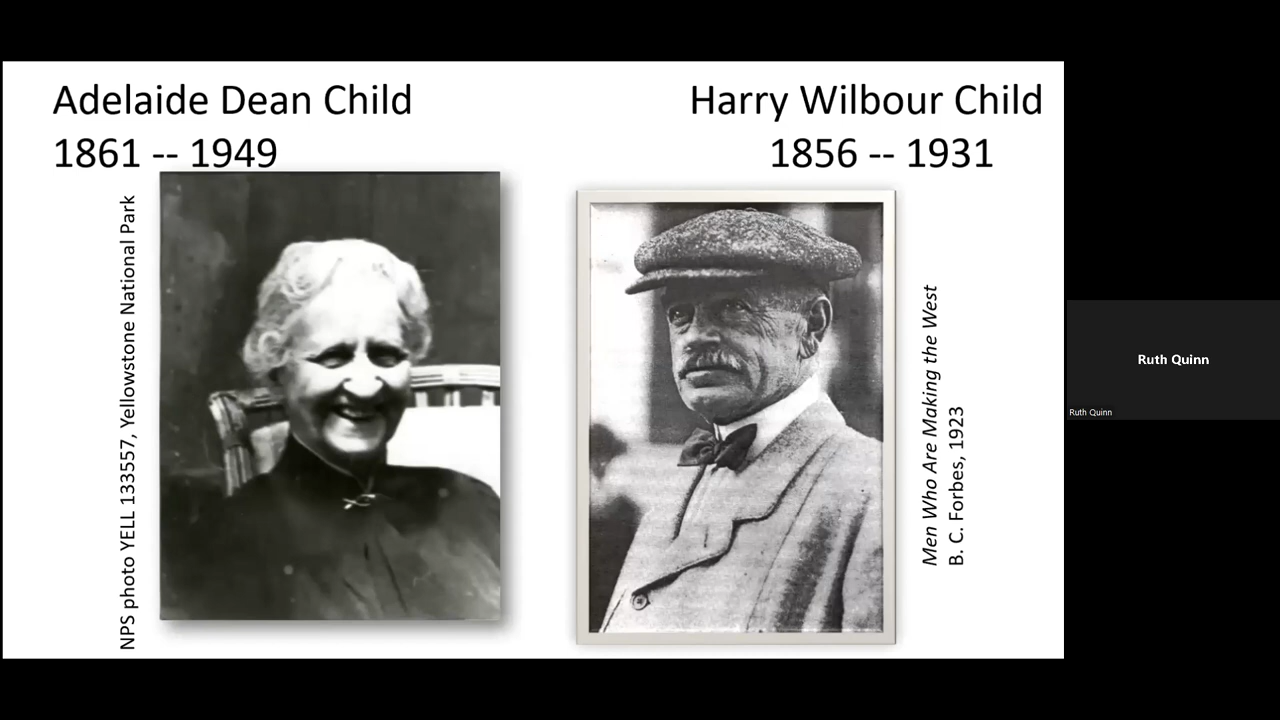 Adelaide Dean Child
1861 -- 1949
Harry Wilbour Child
1856 -- 1931
NPS photo YELL 133557, Yellowstone National Park
Men Who Are Making the West
B. C. Forbes, 1923
Ruth Quinn
Ruth Quinn